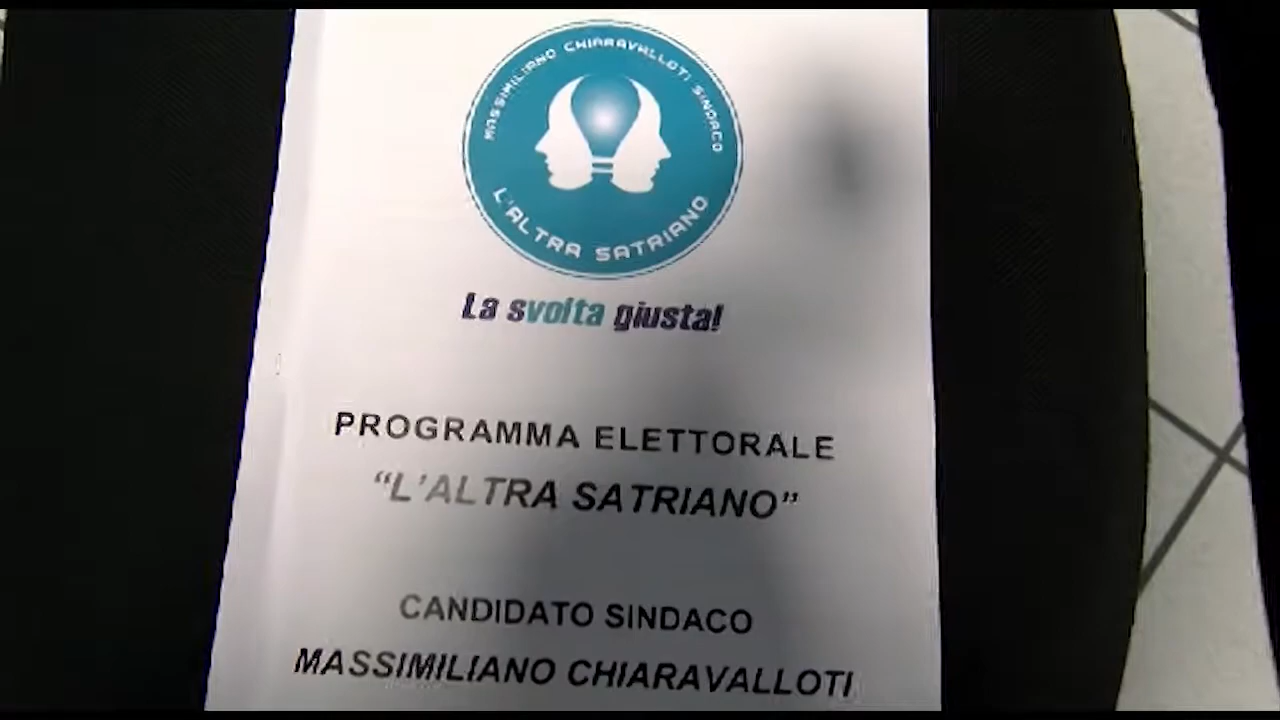 MASSIMILIANO CHIARAVALLOTI SINDACO
L'ALTRA SATRIANO
La svolta giusta!
PROGRAMMA ELETTORALE
“L'ALTRA SATRIANO”
CANDIDATO SINDACO
MASSIMILIANO CHIARAVALLOTI